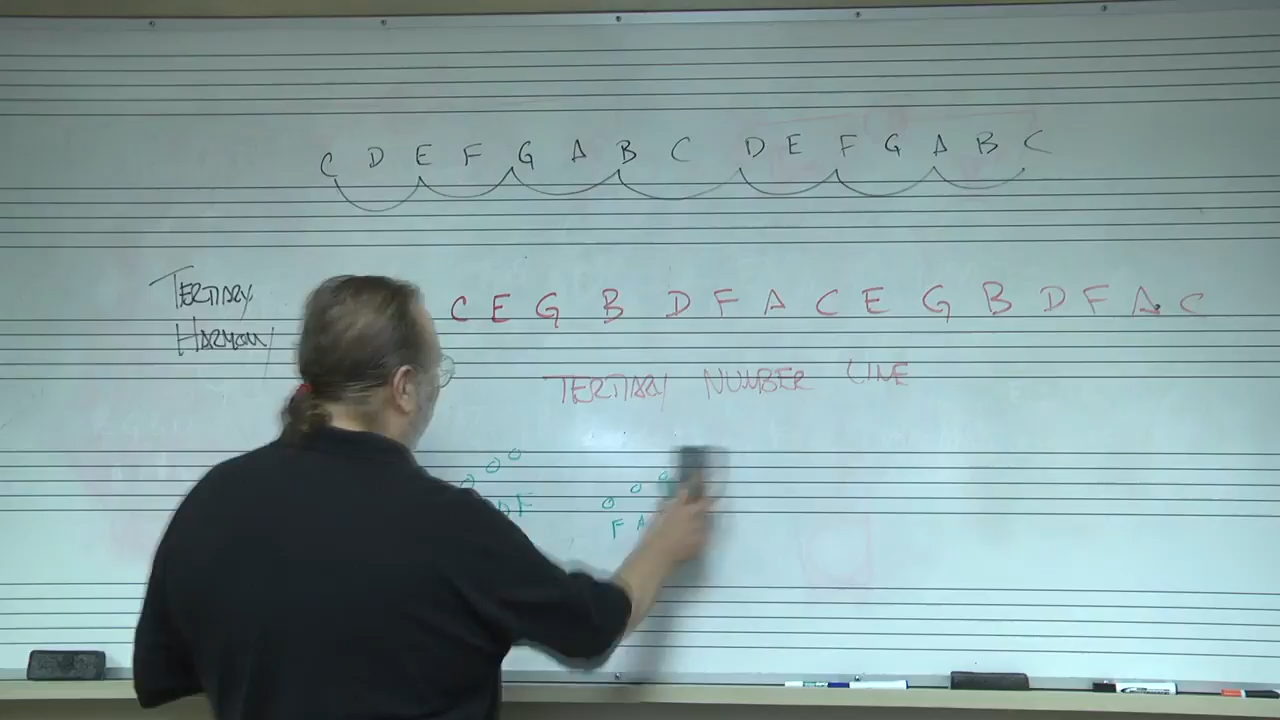 C D E F G A B C D E F G A B C
TERTIARY
HARMONY
C E G B D F A C E G B D F A C
TERTIARY NUMBER LINE
D F
F A